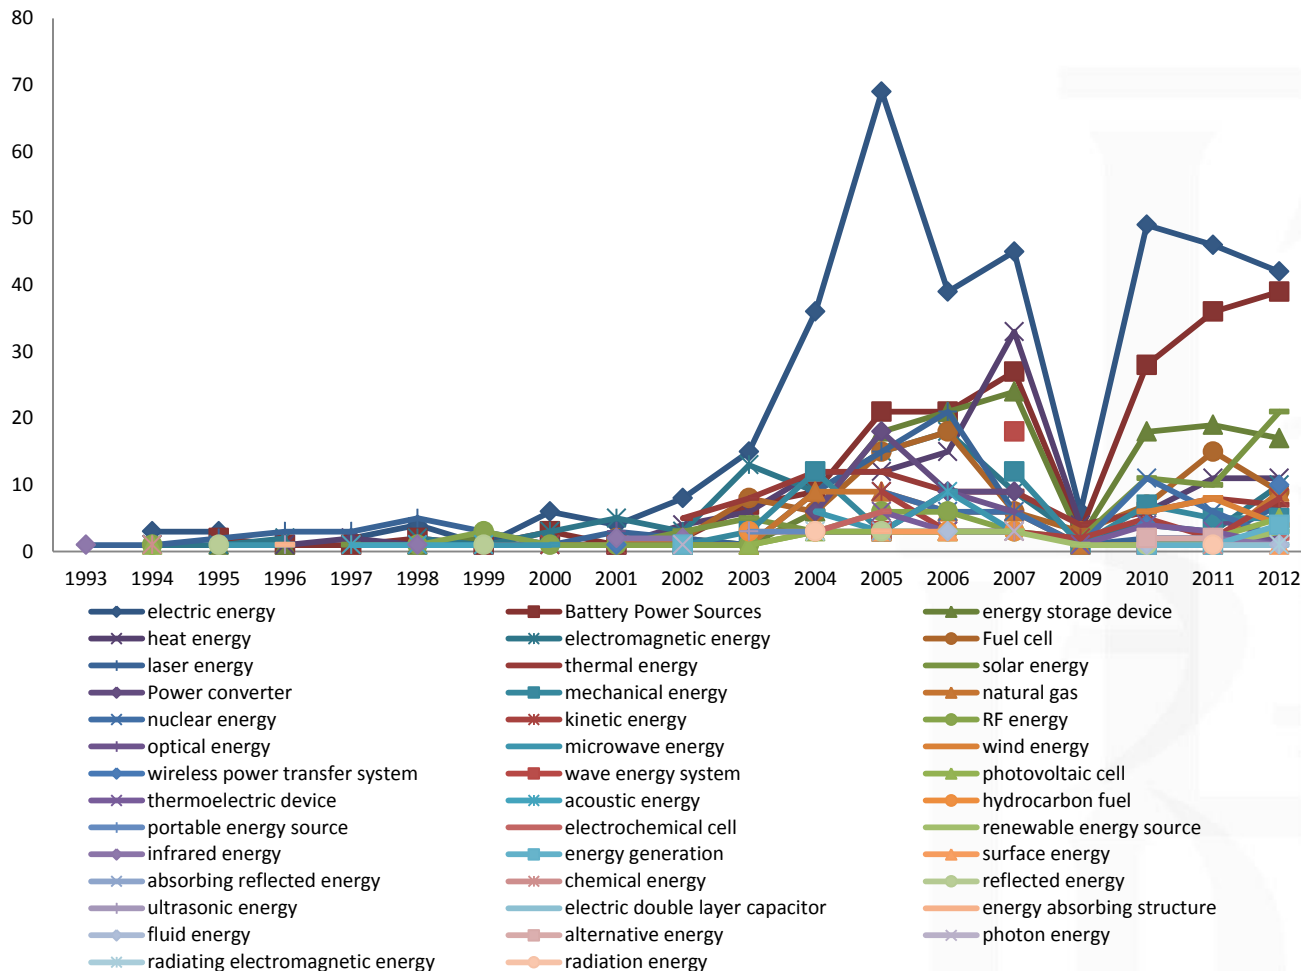 80
70
60
50
40
30
20
10
0
1993 1994 1995 1996 1997 1998 1999 2000 2001 2002 2003 2004 2005 2006 2007 2009 2010 2011 2012
electric energy Battery Power Sources energy storage device
heat energy electromagnetic energy Fuel cell
laser energy thermal energy solar energy
Power converter mechanical energy natural gas
nuclear energy kinetic energy RF energy
optical energy microwave energy wind energy
wireless power transfer system wave energy system photovoltaic cell
thermoelectric device acoustic energy hydrocarbon fuel
portable energy source electrochemical cell renewable energy source
infrared energy energy generation surface energy
absorbing reflected energy chemical energy reflected energy
ultrasonic energy electric double layer capacitor energy absorbing structure
fluid energy alternative energy photon energy
radiating electromagnetic energy radiation energy